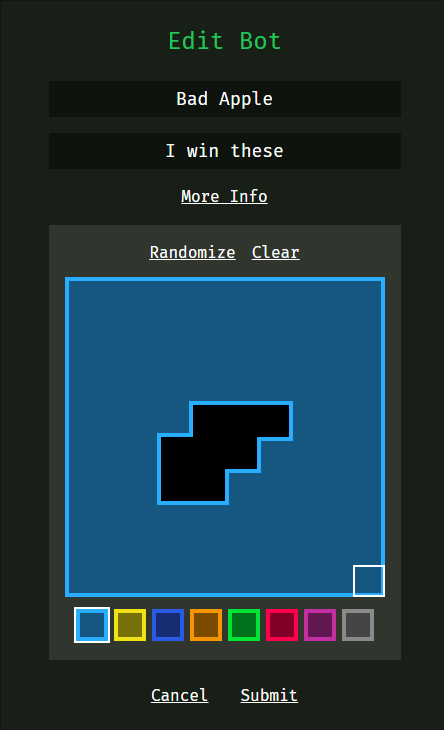 Edit Bot
Bad Apple
I win these
More Info
Randomize Clear
Cancel Submit